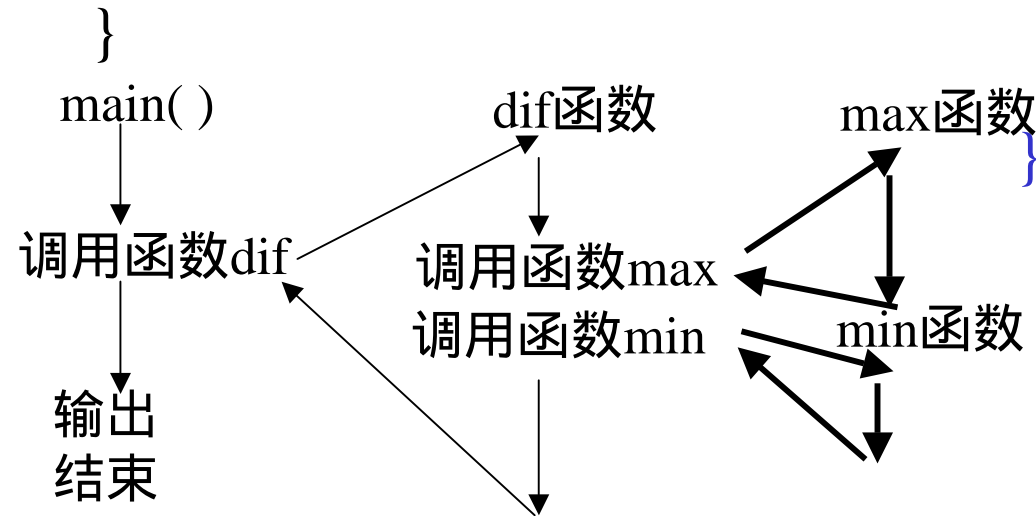 }
main( )
dif函数
max函数
}
调用函数dif
调用函数max
调用函数min
min函数
输出
结束